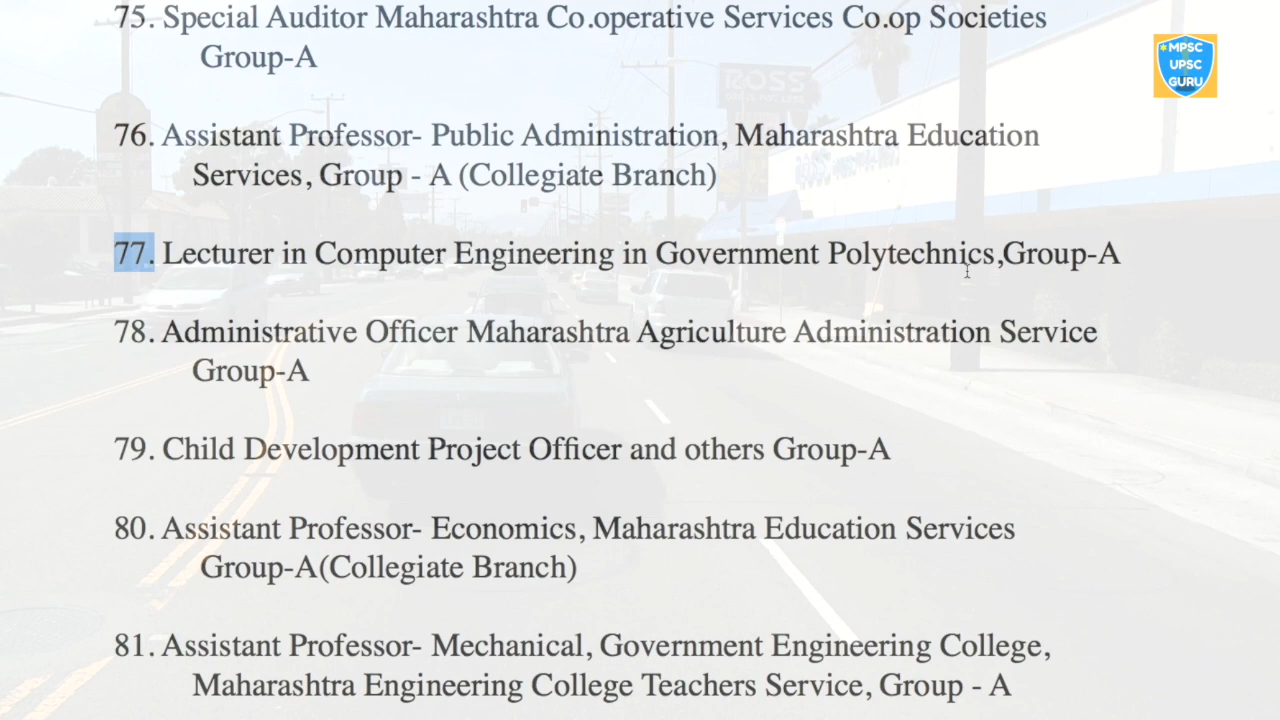 75. Special Auditor Maharashtra Co.operative Services Co.op Societies
Group-A
MPSC
UPSC
GURU
ROSS
76. Assistant Professor- Public Administration, Maharashtra Education
Services, Group - A (Collegiate Branch)
77. Lecturer in Computer Engineering in Government Polytechnics,Group-A
78. Administrative Officer Maharashtra Agriculture Administration Service
Group-A
79. Child Development Project Officer and others Group-A
80. Assistant Professor- Economics, Maharashtra Education Services
Group-A(Collegiate Branch)
81. Assistant Professor- Mechanical, Government Engineering College,
Maharashtra Engineering College Teachers Service, Group - A